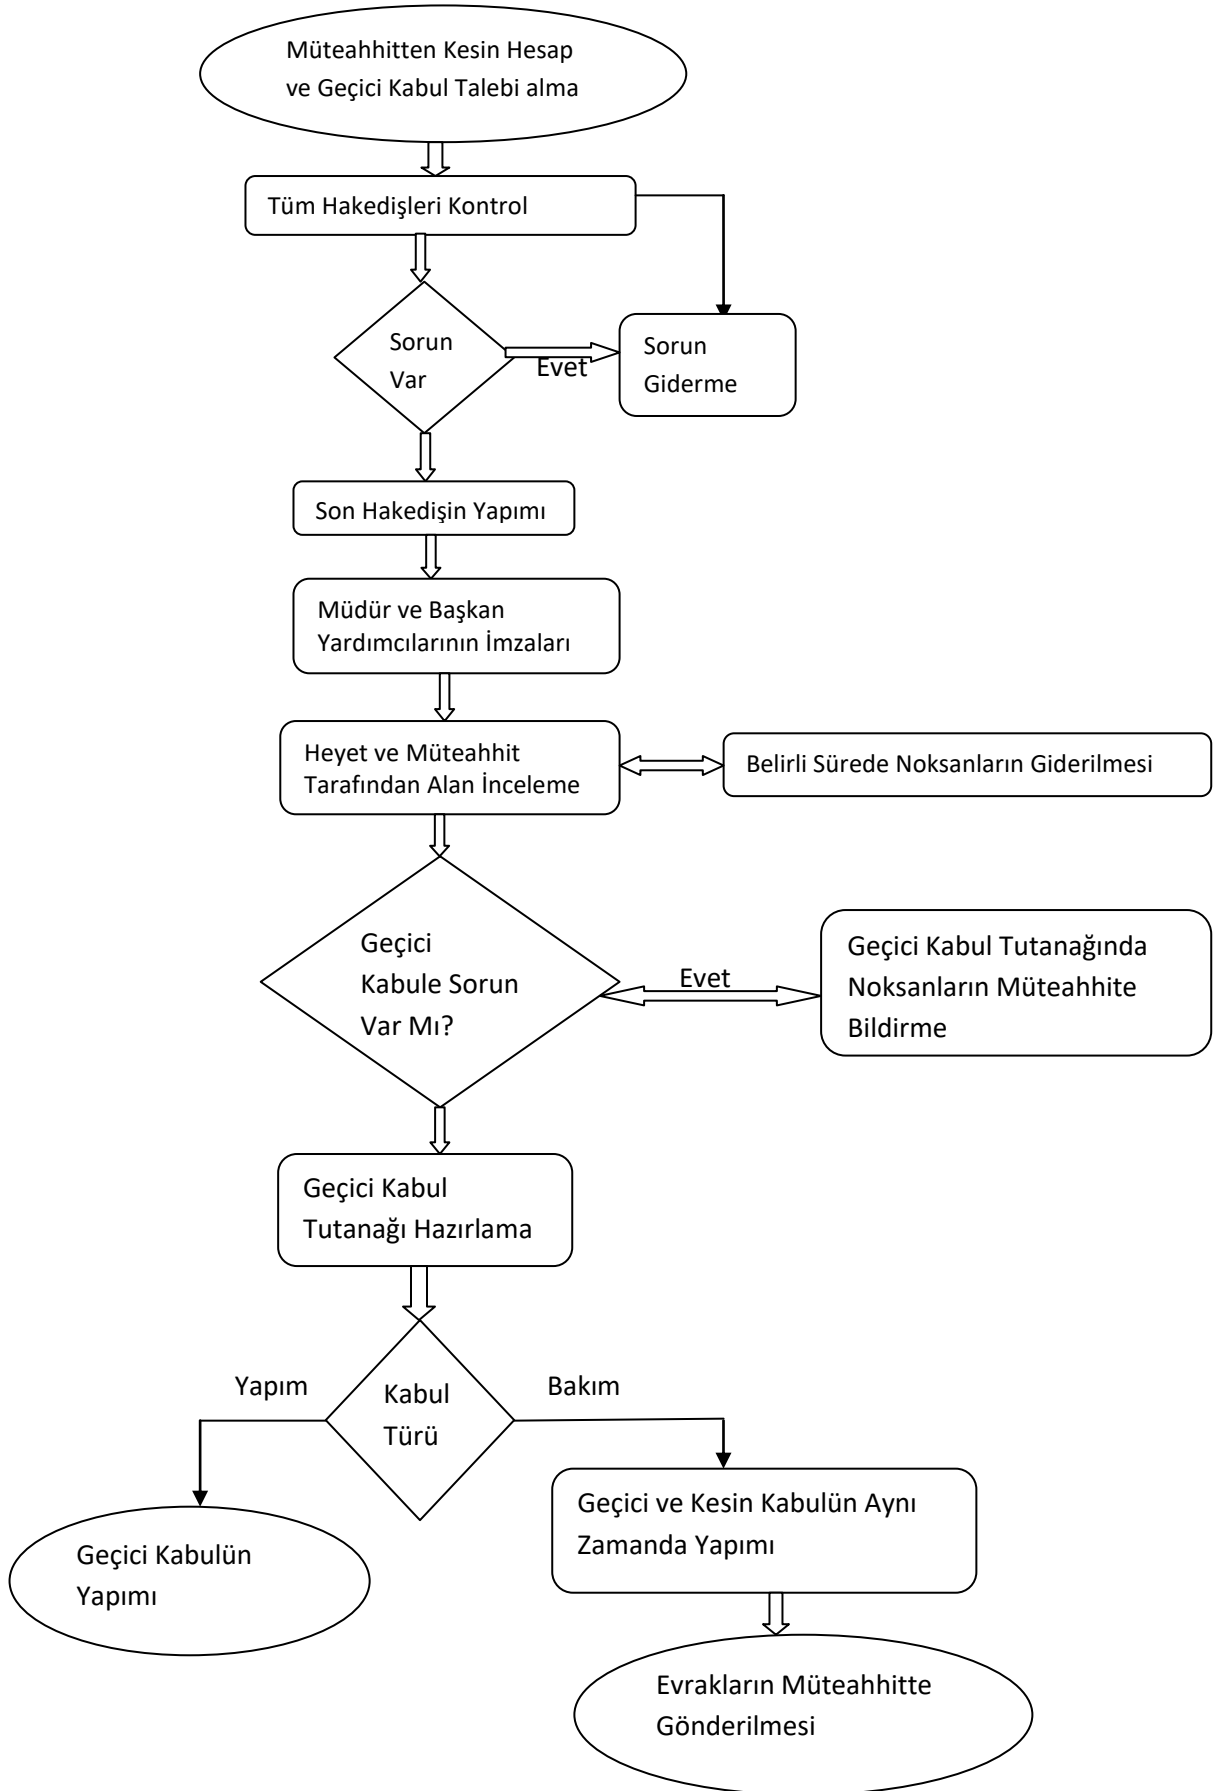 Müteahhitten Kesin Hesap
ve Geçici Kabul Talebi alma
Tüm Hakedişleri Kontrol
Sorun
Var
Evet
Sorun
Giderme
Son Hakedişin Yapımı
Müdür ve Başkan
Yardımcılarının İmzaları
Heyet ve Müteahhit
Tarafından Alan İnceleme
Belirli Sürede Noksanların Giderilmesi
Geçici
Kabule Sorun
Var Mı?
Evet
Geçici Kabul Tutanağında
Noksanların Müteahhite
Bildirme
Geçici Kabul
Tutanağı Hazırlama
Yapım
Kabul
Türü
Bakım
Geçici Kabulün
Yapımı
Geçici ve Kesin Kabulün Aynı
Zamanda Yapımı
Evrakların Müteahhitte
Gönderilmesi